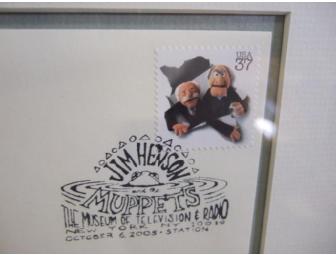 USA
37
JIM HENSON
and the
MUPPETS
THE MUSEUM OF TELEVISION & RADIO
NEW YORK NY 10019
OCTOBER 6, 2005 - STATION